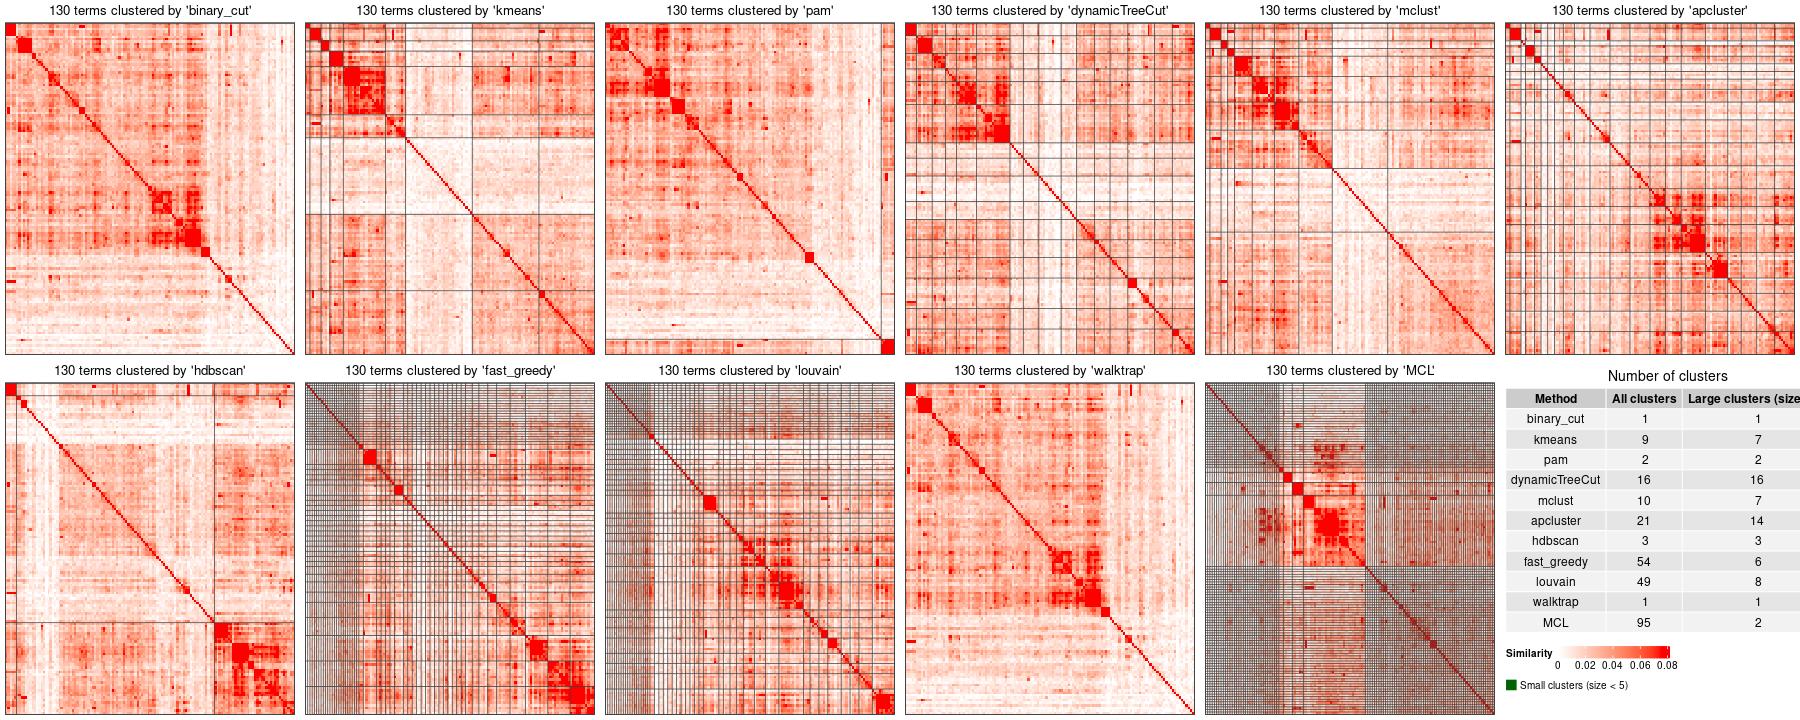 130 terms clustered by 'binary_cut'
130 terms clustered by 'kmeans'
130 terms clustered by 'pam'
130 terms clustered by 'dynamicTreeCut'
130 terms clustered by 'mclust'
130 terms clustered by 'apcluster'
130 terms clustered by 'hdbscan'
130 terms clustered by 'fast_greedy'
130 terms clustered by 'louvain'
130 terms clustered by 'walktrap'
130 terms clustered by 'MCL'
Number of clusters
Method All clusters Large clusters (size
binary_cut 1 1
kmeans 9 7
pam 2 2
dynamicTreeCut 16 16
mclust 10 7
apcluster 21 14
hdbscan 3 3
fast_greedy 54 6
louvain 49 8
walktrap 1 1
MCL 95 2
Similarity
0 0.02 0.04 0.06 0.08
Small clusters (size < 5)